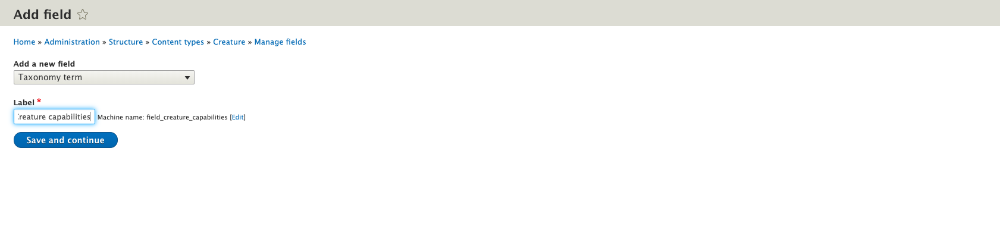 Add field
Home » Administration » Structure » Content types » Creature » Manage fields
Add a new field
Taxonomy term
Label *
reature capabilities Machine name: field_creature_capabilities [Edit]
Save and continue